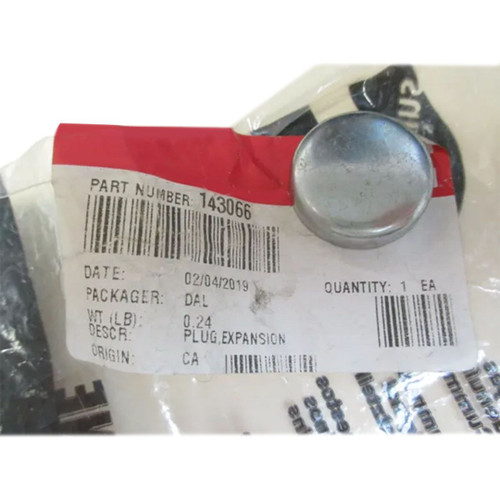 PART NUMBER: 143066
DATE: 02/04/2019
PACKAGER: DAL
QUANTITY: 1 EA
WT (LB): 0.24
DESCR: PLUG,EXPANSION
ORIGIN: CA